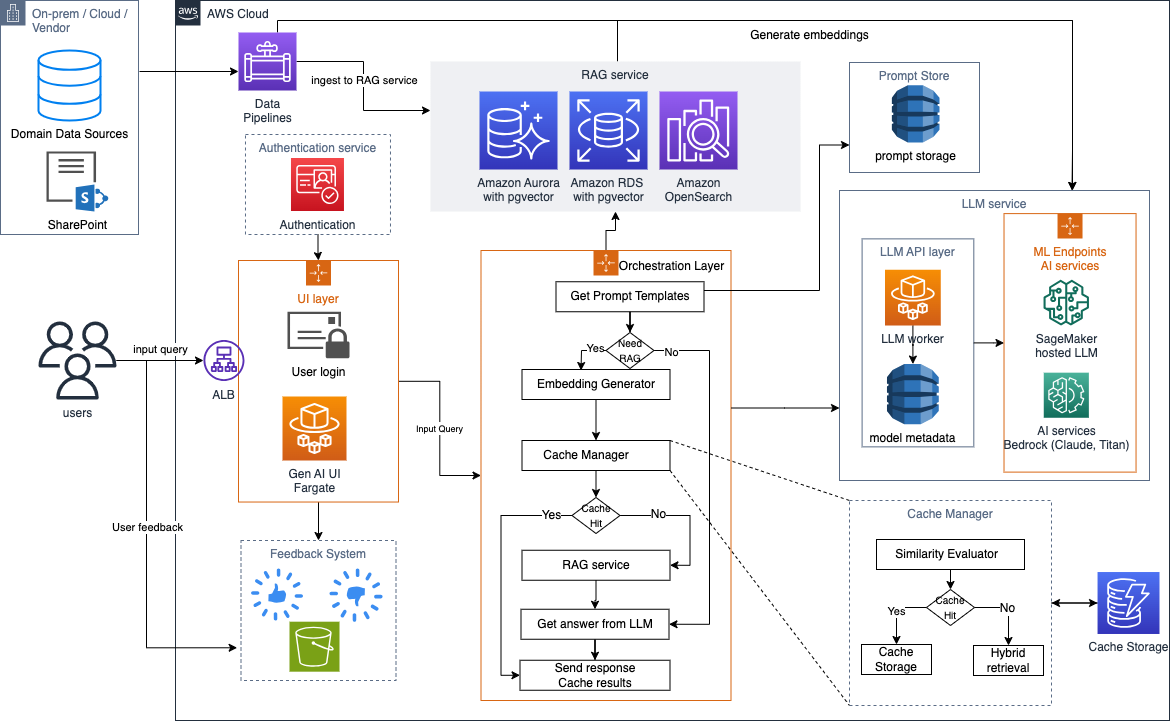 On-prem / Cloud /
Vendor
Domain Data Sources
S
SharePoint
aws
AWS Cloud
Data
Pipelines
ingest to RAG service
Generate embeddings
RAG service
Amazon Aurora
with pgvector
Amazon RDS
with pgvector
Amazon
OpenSearch
Prompt Store
prompt storage
Authentication service
Authentication
UI layer
User login
Gen AI UI
Fargate
users
input query
ALB
User feedback
Feedback System
Input Query
Orchestration Layer
Get Prompt Templates
Need
RAG
Yes
No
Embedding Generator
Cache Manager
Cache
Hit
Yes
No
RAG service
Get answer from LLM
Send response
Cache results
LLM service
LLM API layer
LLM worker
model metadata
ML Endpoints
AI services
SageMaker
hosted LLM
AI services
Bedrock (Claude, Titan)
Cache Manager
Similarity Evaluator
Cache
Hit
Yes
No
Cache
Storage
Hybrid
retrieval
Cache Storage